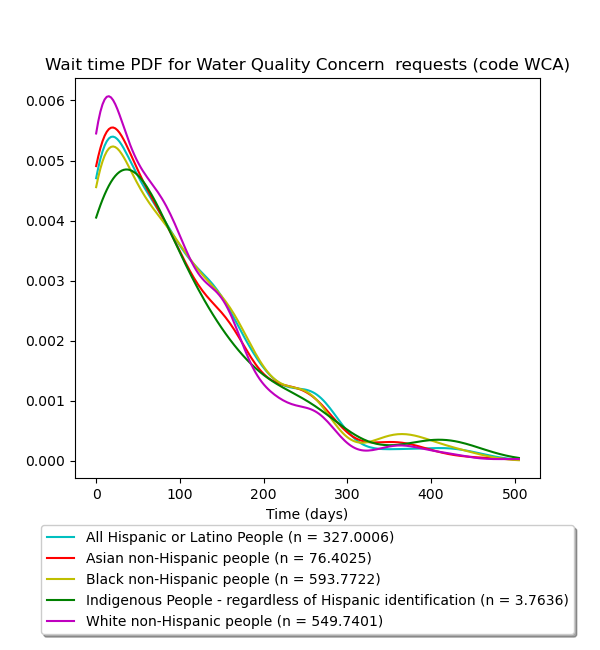 Wait time PDF for Water Quality Concern  requests (code WCA)
0.006
0.005
0.004
0.003
0.002
0.001
0.000
0 100 200 300 400 500
Time (days)
All Hispanic or Latino People (n = 327.0006)
Asian non-Hispanic people (n = 76.4025)
Black non-Hispanic people (n = 593.7722)
Indigenous People - regardless of Hispanic identification (n = 3.7636)
White non-Hispanic people (n = 549.7401)